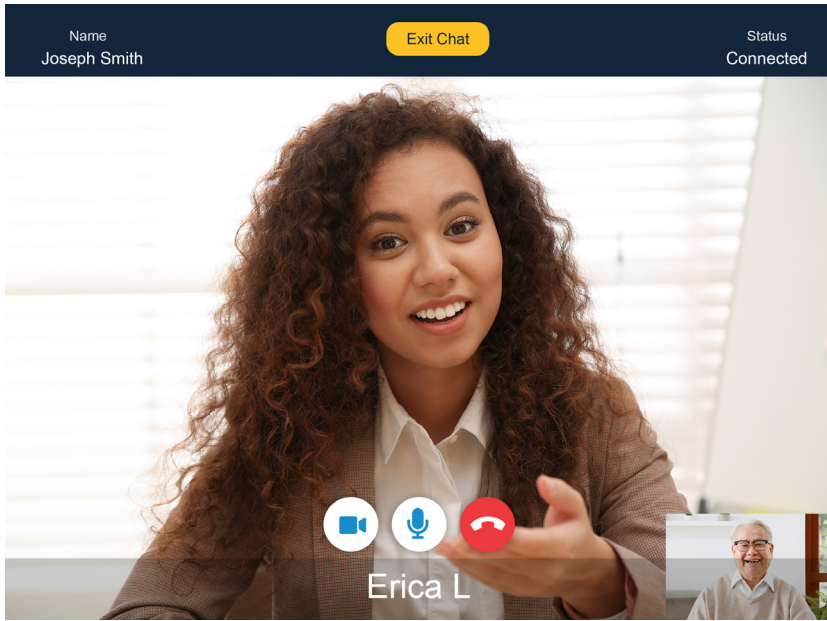 Name
Joseph Smith
Exit Chat
Status
Connected
Erica L